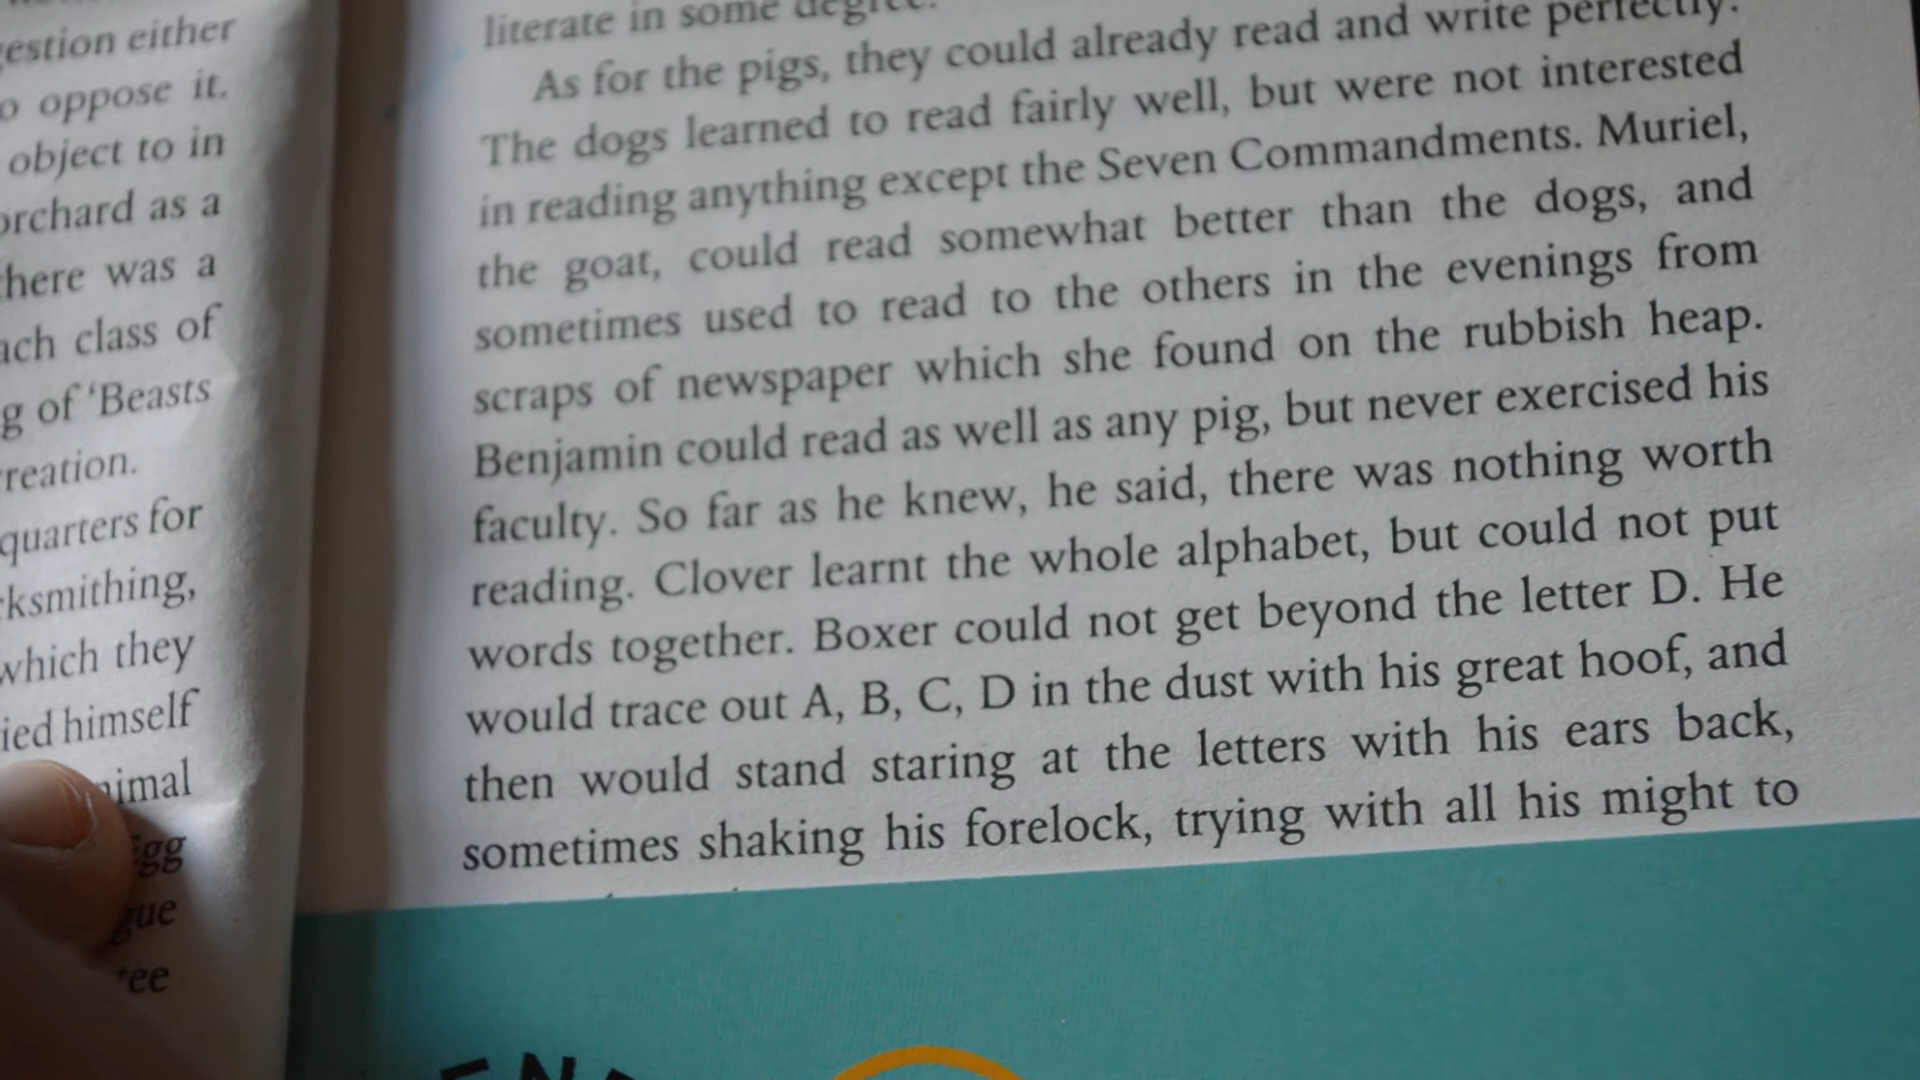 estion either
o oppose it.
object to in
orchard as a
here was a
ach class of
g of 'Beasts
reation.
quarters for
ksmithing,
which they
ied himself
nimal
gg
gue
ree
literate in some degree.
As for the pigs, they could already read and write perfectly.
The dogs learned to read fairly well, but were not interested
in reading anything except the Seven Commandments. Muriel,
the goat, could read somewhat better than the dogs, and
sometimes used to read to the others in the evenings from
scraps of newspaper which she found on the rubbish heap.
Benjamin could read as well as any pig, but never exercised his
faculty. So far as he knew, he said, there was nothing worth
reading. Clover learnt the whole alphabet, but could not put
words together. Boxer could not get beyond the letter D. He
would trace out A, B, C, D in the dust with his great hoof, and
then would stand staring at the letters with his ears back,
sometimes shaking his forelock, trying with all his might to